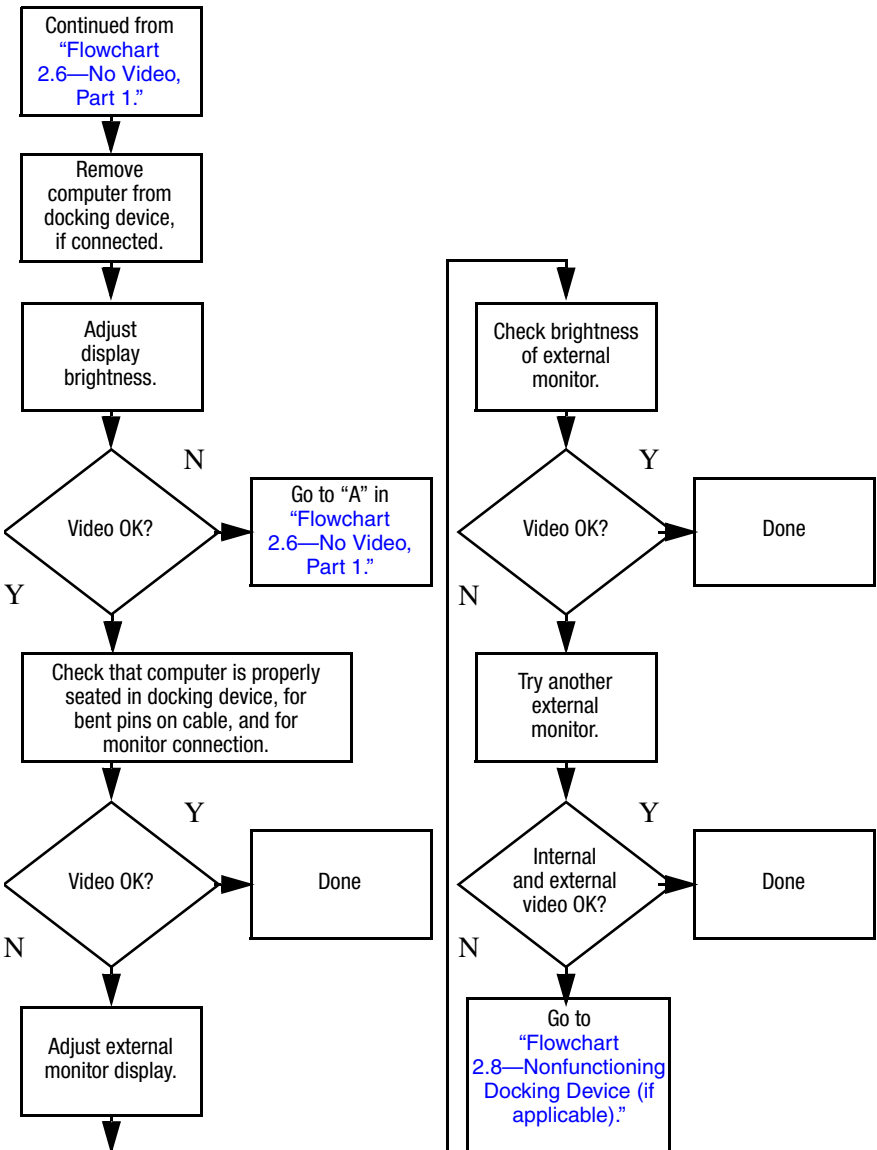 Continued from
“Flowchart
2.6—No Video,
Part 1.”
Remove
computer from
docking device,
if connected.
Adjust
display
brightness.
Video OK?
N
Y
Go to “A” in
“Flowchart
2.6—No Video,
Part 1.”
Check that computer is properly
seated in docking device, for
bent pins on cable, and for
monitor connection.
Video OK?
Y
N
Done
Adjust external
monitor display.
Check brightness
of external
monitor.
Video OK?
Y
N
Done
Try another
external
monitor.
Internal
and external
video OK?
Y
N
Done
Go to
“Flowchart
2.8—Nonfunctioning
Docking Device (if
applicable).”